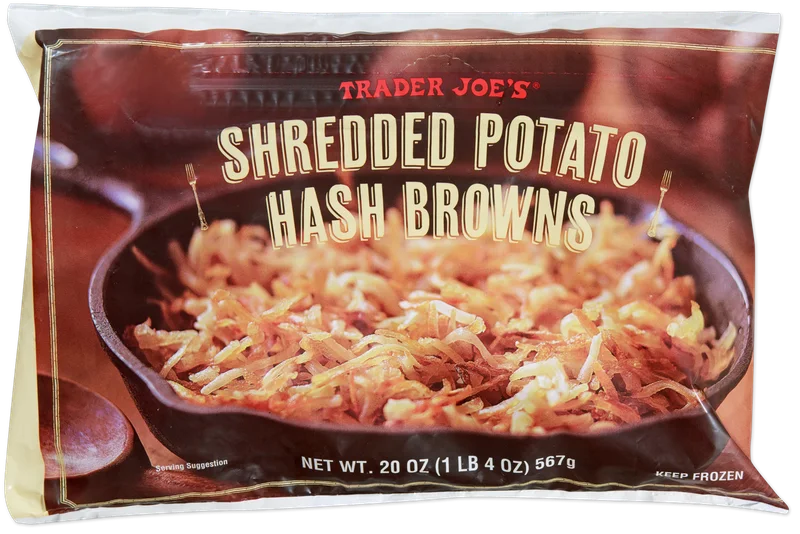 TRADER JOE'S®
SHREDDED POTATO
HASH BROWNS
Serving Suggestion
NET WT. 20 OZ (1 LB 4 OZ) 567g
KEEP FROZEN